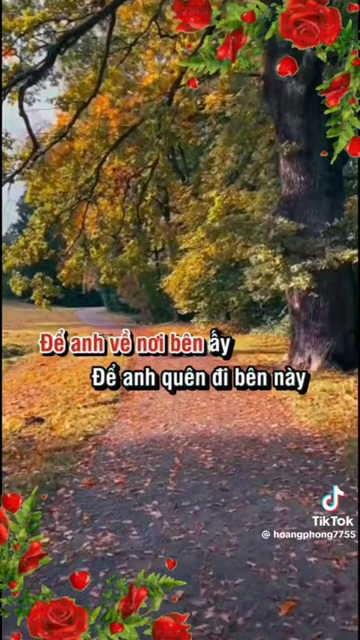 Để anh về nơi bên ấy
Để anh quên đi bên này
TikTok
@ hoangphong7755